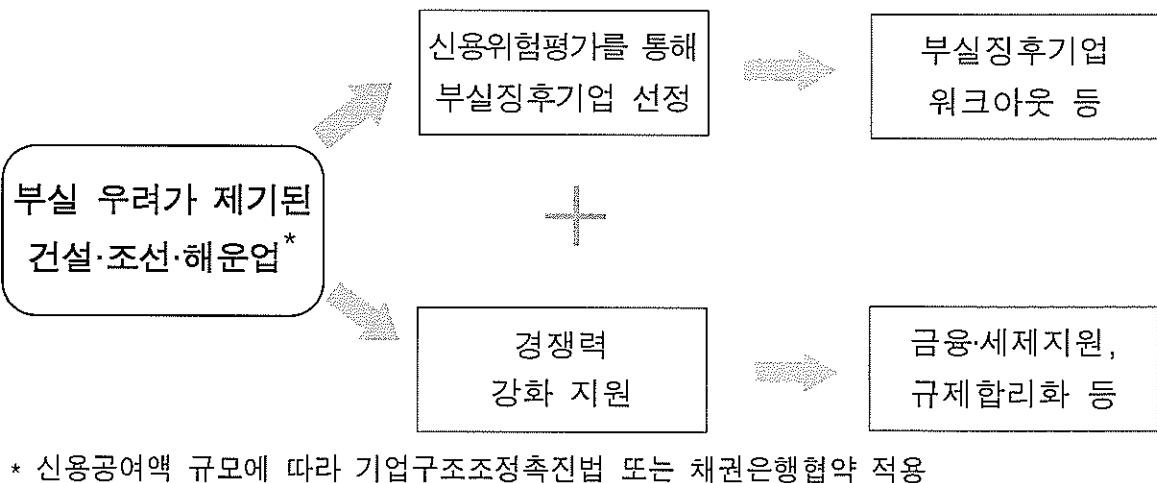 신용위험평가를 통해
부실징후기업 선정
부실징후기업
워크아웃 등
부실 우려가 제기된
건설·조선·해운업*
+
경쟁력
강화 지원
금융·세제지원,
규제합리화 등
* 신용공여액 규모에 따라 기업구조조정촉진법 또는 채권은행협약 적용